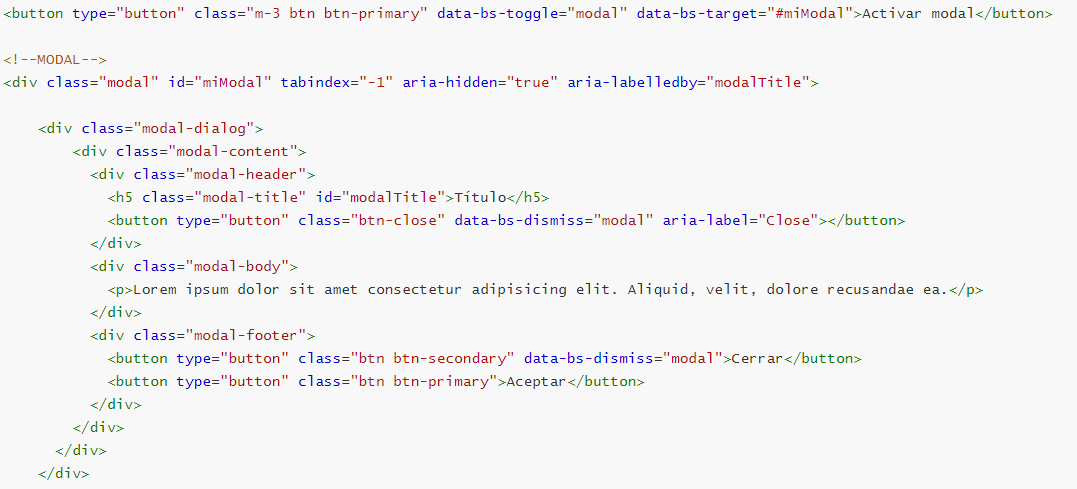 <button type="button" class="m-3 btn btn-primary" data-bs-toggle="modal" data-bs-target="#miModal">Activar modal</button>

<!--MODAL-->
<div class="modal" id="miModal" tabindex="-1" aria-hidden="true" aria-labelledby="modalTitle">

    <div class="modal-dialog">
        <div class="modal-content">
          <div class="modal-header">
            <h5 class="modal-title" id="modalTitle">Título</h5>
            <button type="button" class="btn-close" data-bs-dismiss="modal" aria-label="Close"></button>
          </div>
          <div class="modal-body">
            <p>Lorem ipsum dolor sit amet consectetur adipisicing elit. Aliquid, velit, dolore recusandae ea.</p>
          </div>
          <div class="modal-footer">
            <button type="button" class="btn btn-secondary" data-bs-dismiss="modal">Cerrar</button>
            <button type="button" class="btn btn-primary">Aceptar</button>
          </div>
        </div>
      </div>
    </div>